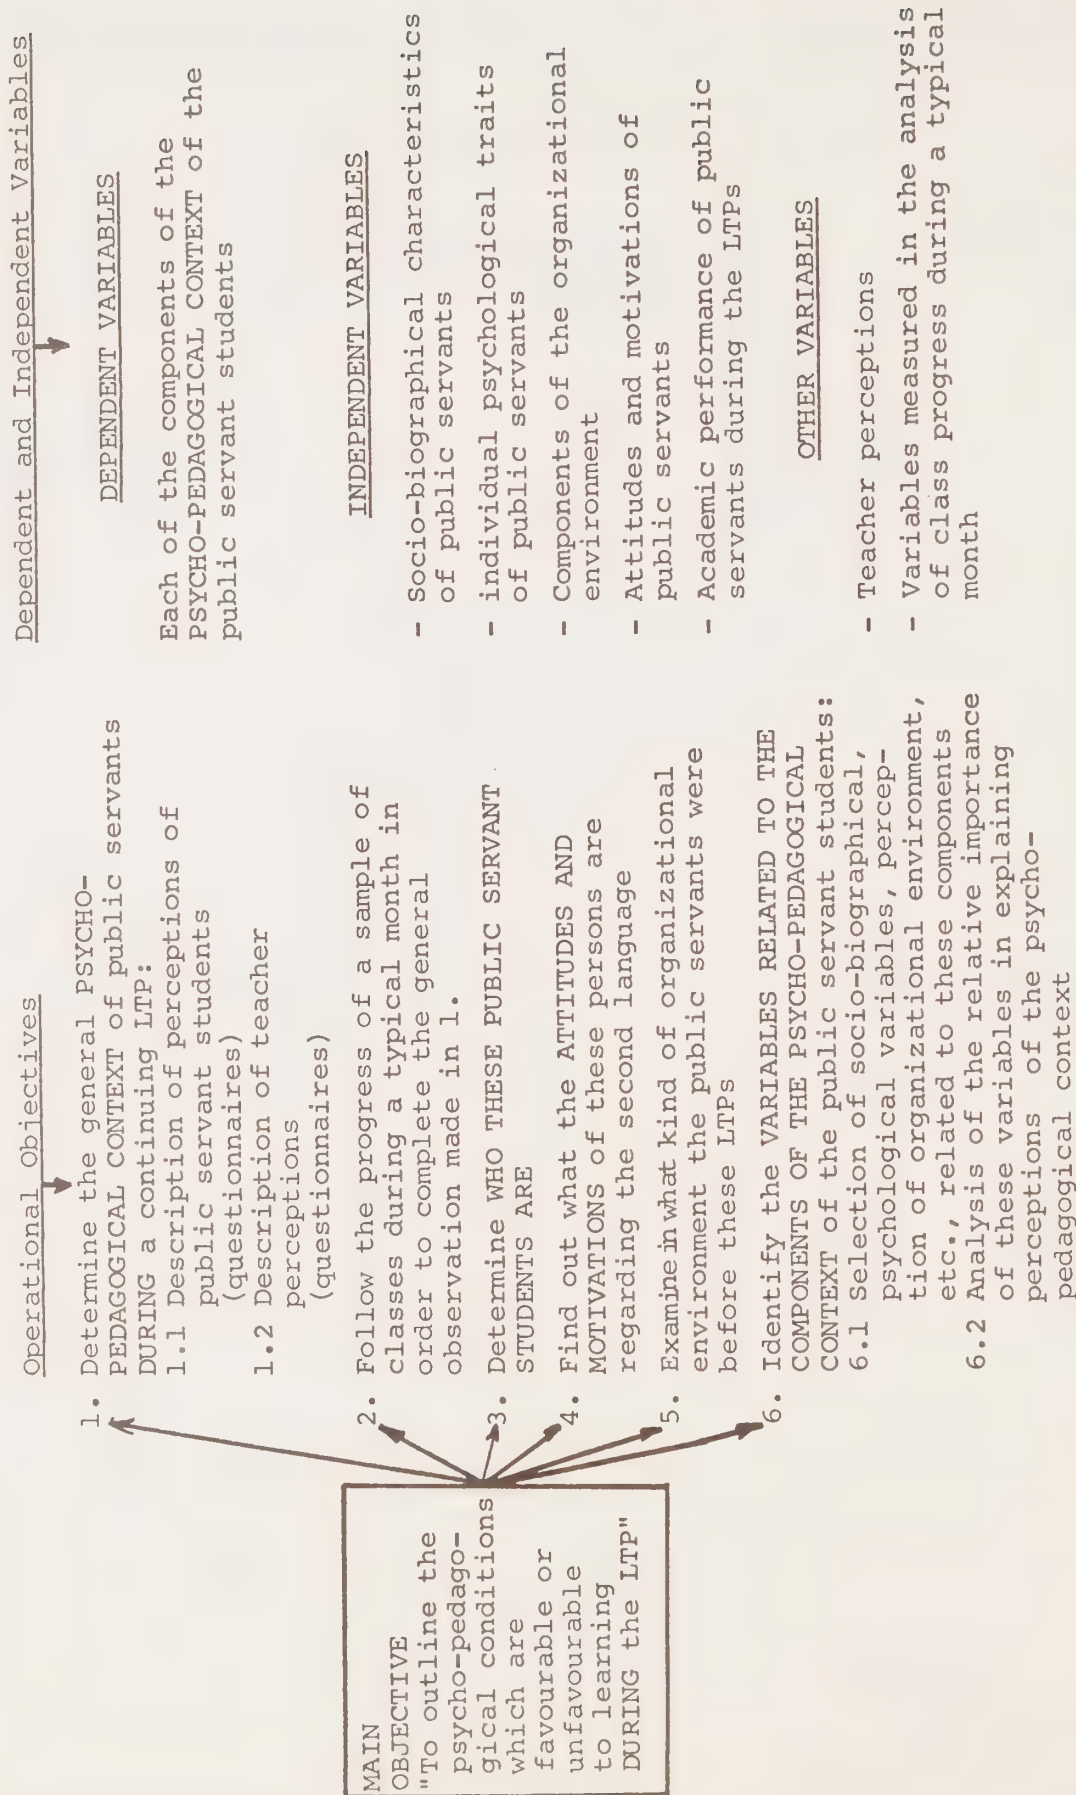 MAIN
OBJECTIVE
"To outline the
psycho-pedago-
gical conditions
which are
favourable or
unfavourable
to learning
DURING the LTP"
Operational Objectives
1. Determine the general PSYCHO-
PEDAGOGICAL CONTEXT of public servants
DURING a continuing LTP:
1.1 Description of perceptions of
public servant students
(questionnaires)
1.2 Description of teacher
perceptions
(questionnaires)
2. Follow the progress of a sample of
classes during a typical month in
order to complete the general
observation made in 1.
3. Determine WHO THESE PUBLIC SERVANT
STUDENTS ARE
4. Find out what the ATTITUDES AND
MOTIVATIONS of these persons are
regarding the second language
5. Examine in what kind of organizational
environment the public servants were
before these LTPs
6. Identify the VARIABLES RELATED TO THE
COMPONENTS OF THE PSYCHO-PEDAGOGICAL
CONTEXT of the public servant students:
6.1 Selection of socio-biographical,
psychological variables, percep-
tion of organizational environment,
etc., related to these components
6.2 Analysis of the relative importance
of these variables in explaining
perceptions of the psycho-
pedagogical context
Dependent and Independent Variables
DEPENDENT VARIABLES
Each of the components of the
PSYCHO-PEDAGOGICAL CONTEXT of the
public servant students
INDEPENDENT VARIABLES
- Socio-biographical characteristics
of public servants
- individual psychological traits
of public servants
- Components of the organizational
environment
- Attitudes and motivations of
public servants
- Academic performance of public
servants during the LTPs
OTHER VARIABLES
- Teacher perceptions
- Variables measured in the analysis
of class progress during a typical
month